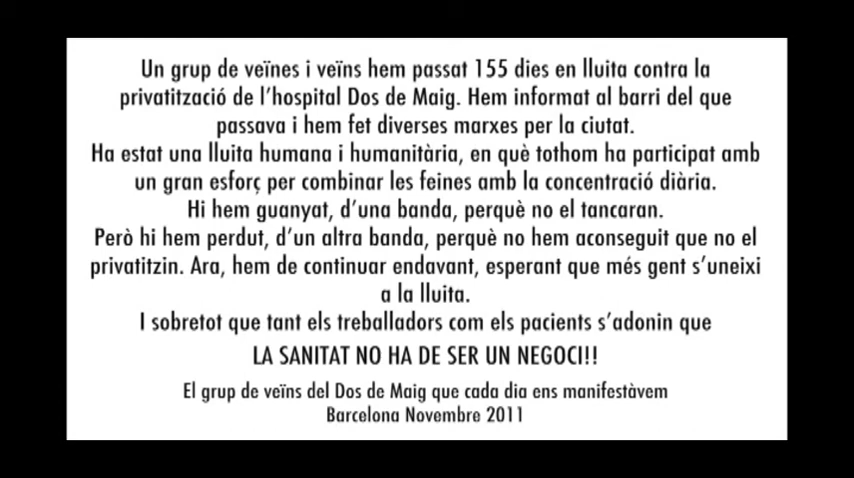 Un grup de veïnes i veïns hem passat 155 dies en lluita contra la
privatització de l'hospital Dos de Maig. Hem informat al barri del que
passava i hem fet diverses marxes per la ciutat.
Ha estat una lluita humana i humanitària, en què tothom ha participat amb
un gran esforç per combinar les feines amb la concentració diària.
Hi hem guanyat, d'una banda, perquè no el tancaran.
Però hi hem perdut, d'un altra banda, perquè no hem aconseguit que no el
privatitzin. Ara, hem de continuar endavant, esperant que més gent s'uneixi
a la lluita.
I sobretot que tant els treballadors com els pacients s'adonin que
LA SANITAT NO HA DE SER UN NEGOCI!!
El grup de veïns del Dos de Maig que cada dia ens manifestàvem
Barcelona Novembre 2011